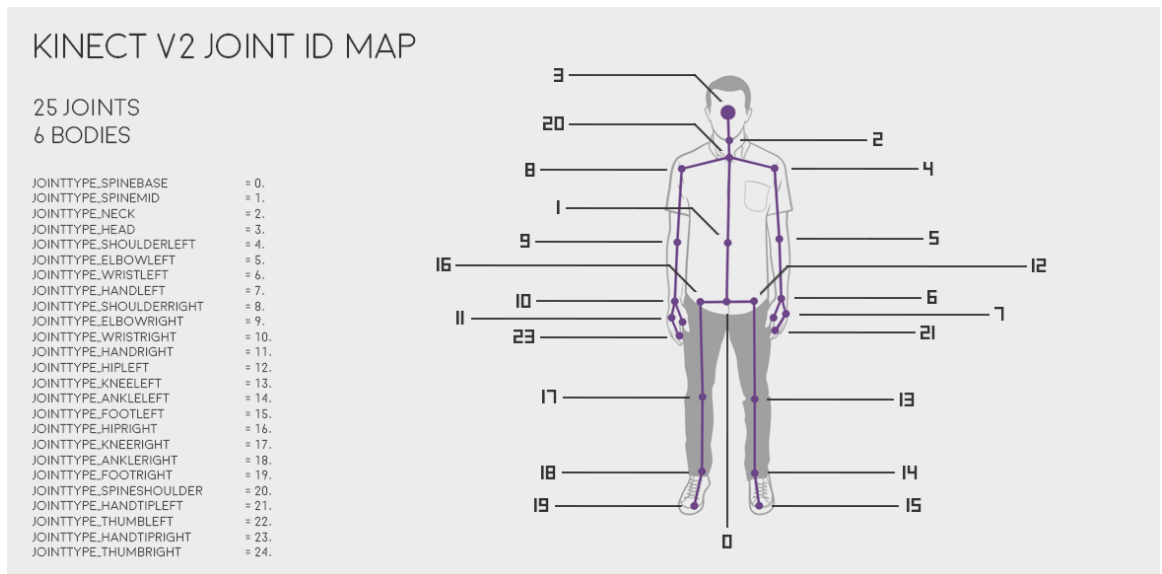 KINECT V2 JOINT ID MAP
25 JOINTS
6 BODIES
JOINTTYPE_SPINEBASE = 0.
JOINTTYPE_SPINEMID = 1.
JOINTTYPE_NECK = 2.
JOINTTYPE_HEAD = 3.
JOINTTYPE_SHOULDERLEFT = 4.
JOINTTYPE_ELBOWLEFT = 5.
JOINTTYPE_WRISTLEFT = 6.
JOINTTYPE_HANDLEFT = 7.
JOINTTYPE_SHOULDERRIGHT = 8.
JOINTTYPE_ELBOWRIGHT = 9.
JOINTTYPE_WRISTRIGHT = 10.
JOINTTYPE_HANDRIGHT = 11.
JOINTTYPE_HIPLEFT = 12.
JOINTTYPE_KNEELEFT = 13.
JOINTTYPE_ANKLELEFT = 14.
JOINTTYPE_FOOTLEFT = 15.
JOINTTYPE_HIPRIGHT = 16.
JOINTTYPE_KNEERIGHT = 17.
JOINTTYPE_ANKLERIGHT = 18.
JOINTTYPE_FOOTRIGHT = 19.
JOINTTYPE_SPINESHOULDER = 20.
JOINTTYPE_HANDTIPLEFT = 21.
JOINTTYPE_THUMBLEFT = 22.
JOINTTYPE_HANDTIPRIGHT = 23.
JOINTTYPE_THUMBRIGHT = 24.
3
20
2
8
4
1
9
5
16
12
10
6
11
7
23
21
17
13
18
14
19
15
0